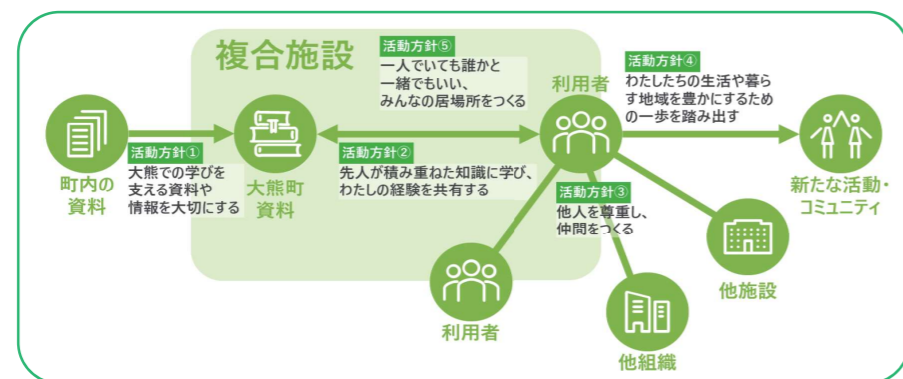 複合施設
活動方針⑤
一人でいても誰かと
一緒でもいい、
みんなの居場所をつくる
利用者
活動方針④
わたしたちの生活や暮ら
す地域を豊かにするため
の一歩を踏み出す
町内の
資料
活動方針①
大熊での学びを
支える資料や
情報を大切にする
大熊町
資料
活動方針②
先人が積み重ねた知識に学び、
わたしの経験を共有する
活動方針③
他人を尊重し、
仲間をつくる
新たな活動・
コミュニティ
利用者
他組織
他施設